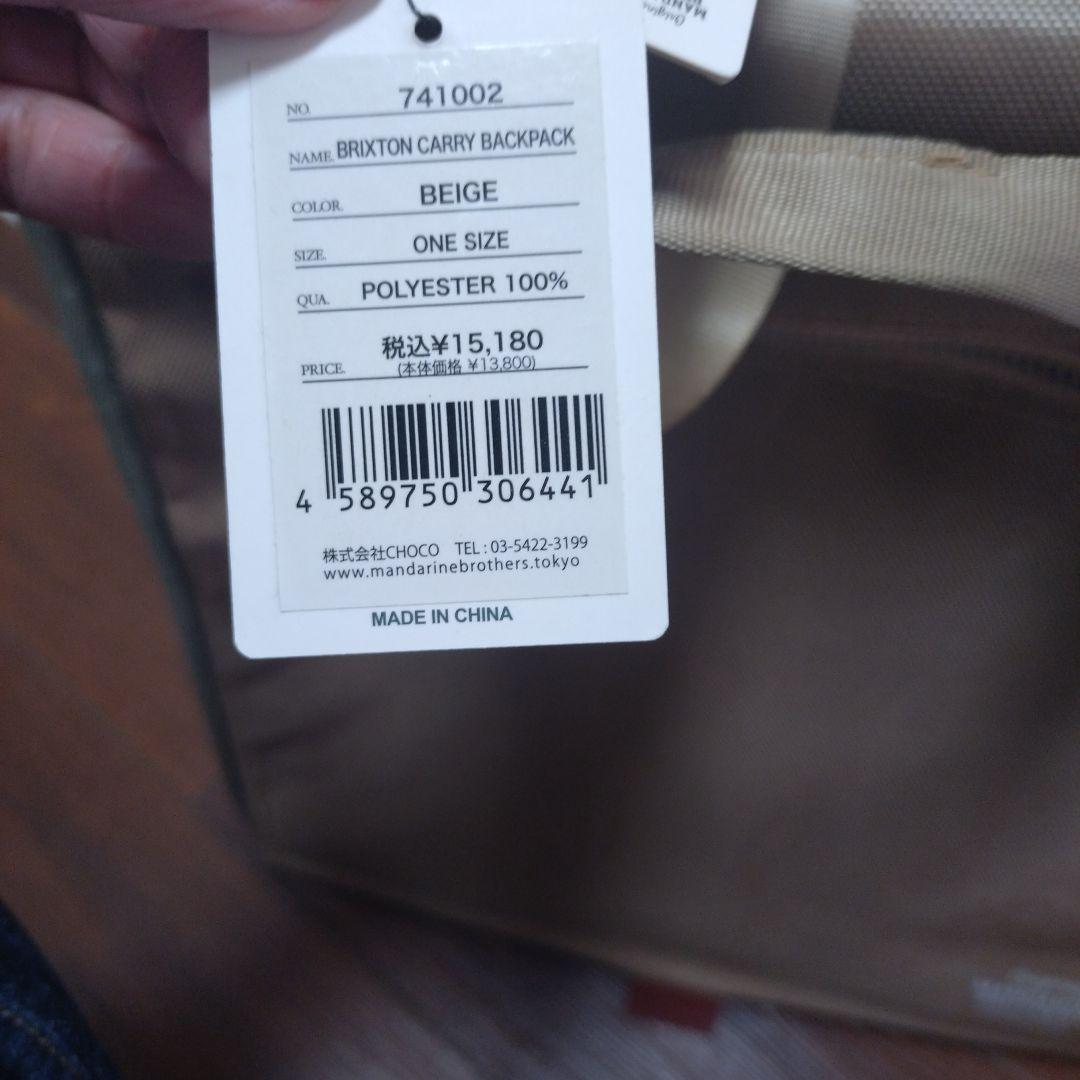 NO. 741002
NAME. BRIXTON CARRY BACKPACK
COLOR. BEIGE
SIZE. ONE SIZE
QUA. POLYESTER 100%
税込¥15,180
PRICE. (本体価格 ¥13,800)
4 589750 306441
株式会社CHOCO TEL : 03-5422-3199
www.mandarinebrothers.tokyo
MADE IN CHINA